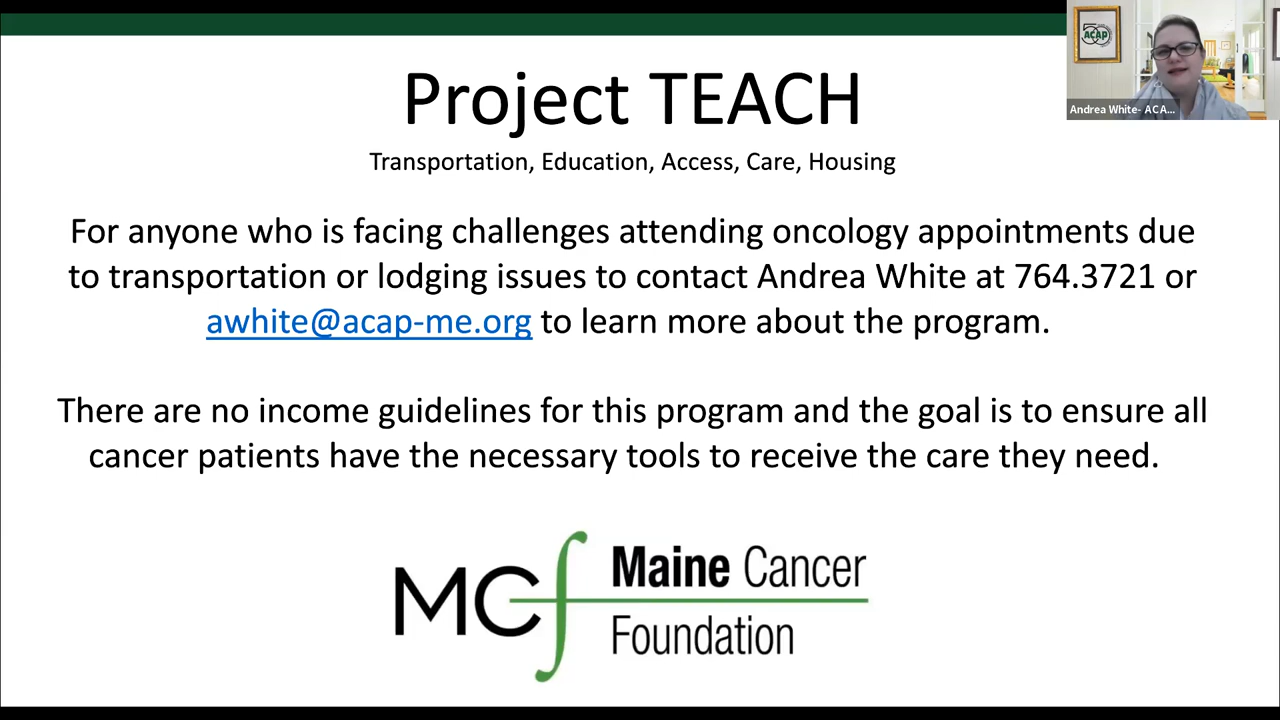 Project TEACH
Transportation, Education, Access, Care, Housing
For anyone who is facing challenges attending oncology appointments due
to transportation or lodging issues to contact Andrea White at 764.3721 or
awhite@acap-me.org to learn more about the program.
There are no income guidelines for this program and the goal is to ensure all
cancer patients have the necessary tools to receive the care they need.
MCf
Maine Cancer
Foundation
ACAP
Andrea White- ACA...